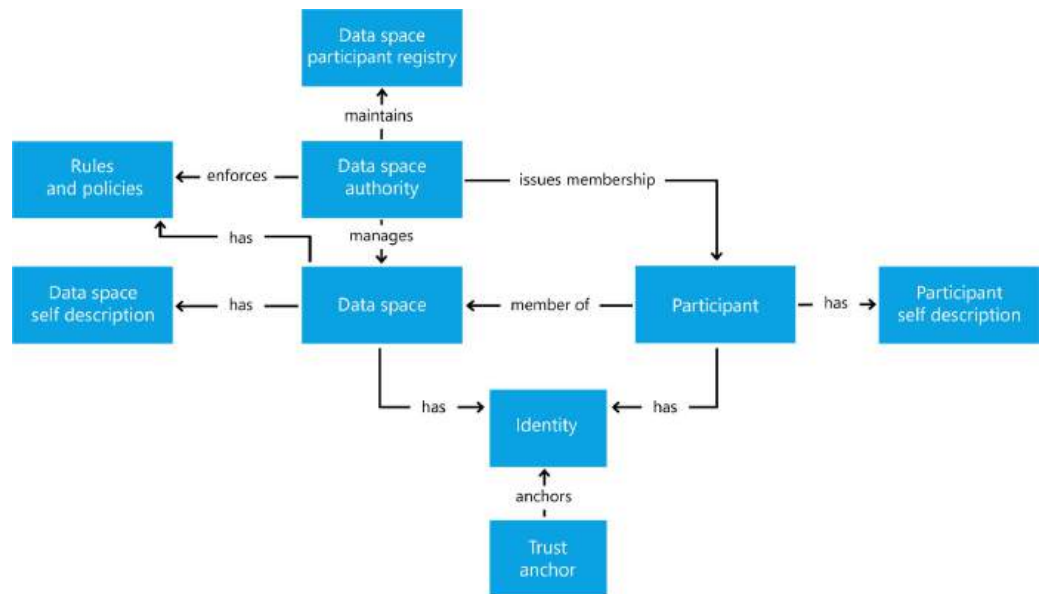 Data space
participant registry
maintains
Rules
and policies
enforces
Data space
authority
issues membership
manages
has
Data space
self description
has
Data space
member of
Participant
has
Participant
self description
has
Identity
has
anchors
Trust
anchor